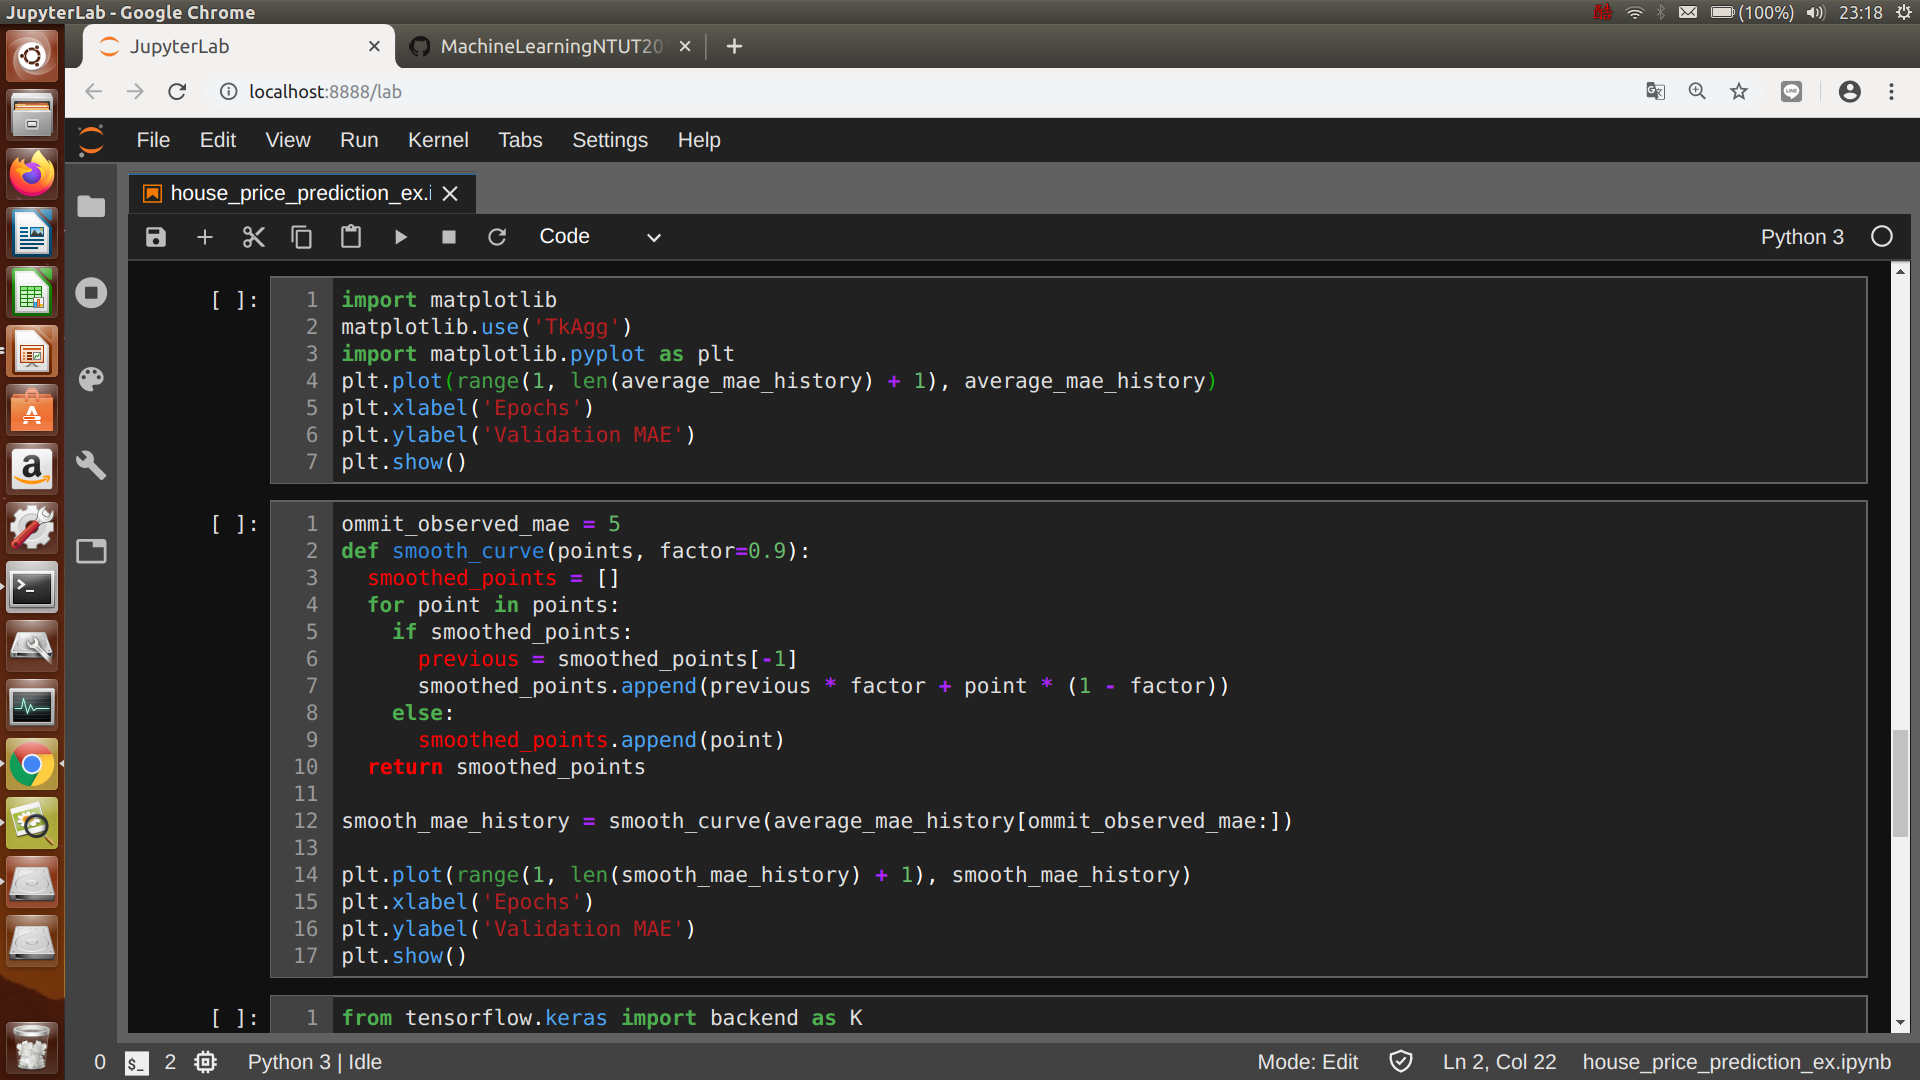 JupyterLab - Google Chrome
酷
(100%)
23:18
JupyterLab
MachineLearningNTUT20
localhost:8888/lab
File Edit View Run Kernel Tabs Settings Help
house_price_prediction_ex.i
Code
Python 3
[ ]:
1 import matplotlib
2 matplotlib.use('TkAgg')
3 import matplotlib.pyplot as plt
4 plt.plot(range(1, len(average_mae_history) + 1), average_mae_history)
5 plt.xlabel('Epochs')
6 plt.ylabel('Validation MAE')
7 plt.show()
[ ]:
1 ommit_observed_mae = 5
2 def smooth_curve(points, factor=0.9):
3   smoothed_points = []
4   for point in points:
5     if smoothed_points:
6       previous = smoothed_points[-1]
7       smoothed_points.append(previous * factor + point * (1 - factor))
8     else:
9       smoothed_points.append(point)
10   return smoothed_points
11
12 smooth_mae_history = smooth_curve(average_mae_history[ommit_observed_mae:])
13
14 plt.plot(range(1, len(smooth_mae_history) + 1), smooth_mae_history)
15 plt.xlabel('Epochs')
16 plt.ylabel('Validation MAE')
17 plt.show()
[ ]:
1 from tensorflow.keras import backend as K
0 $_ 2 Python 3 | Idle
Mode: Edit
Ln 2, Col 22
house_price_prediction_ex.ipynb